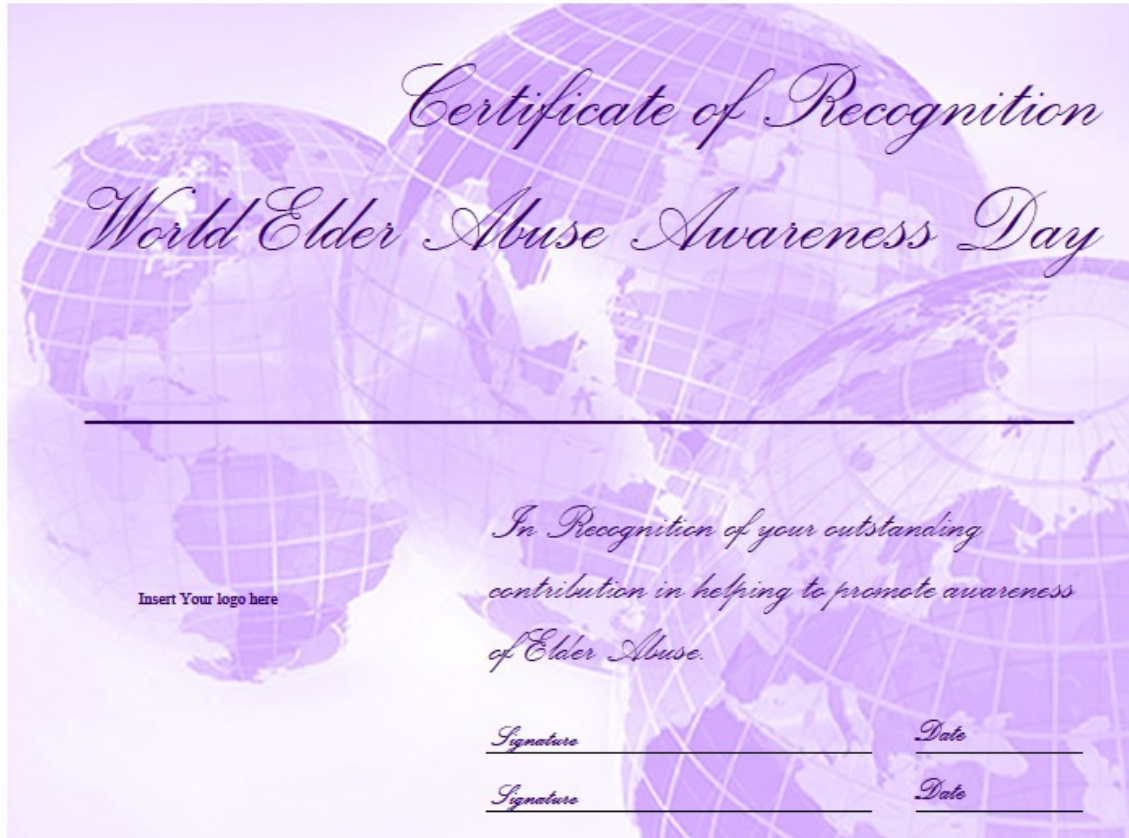 Certificate of Recognition
World Elder Abuse Awareness Day
In Recognition of your outstanding
contribution in helping to promote awareness
of Elder Abuse.
Insert Your logo here
Signature Date
Signature Date